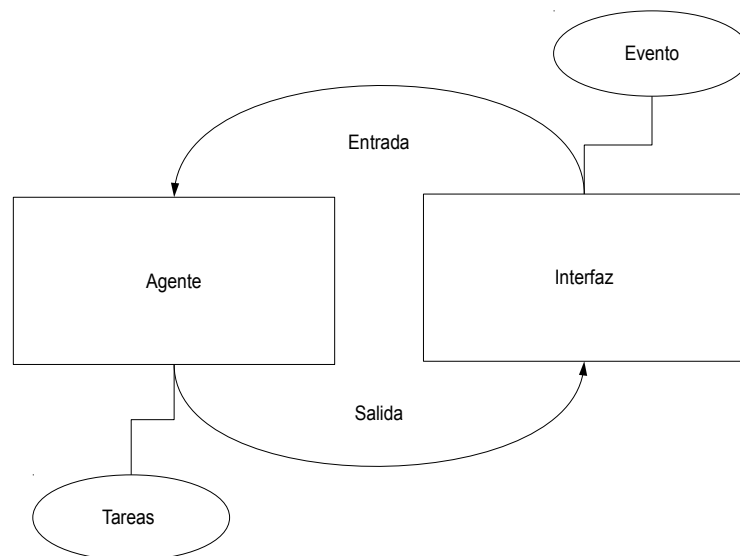 Evento
Entrada
Agente
Interfaz
Salida
Tareas